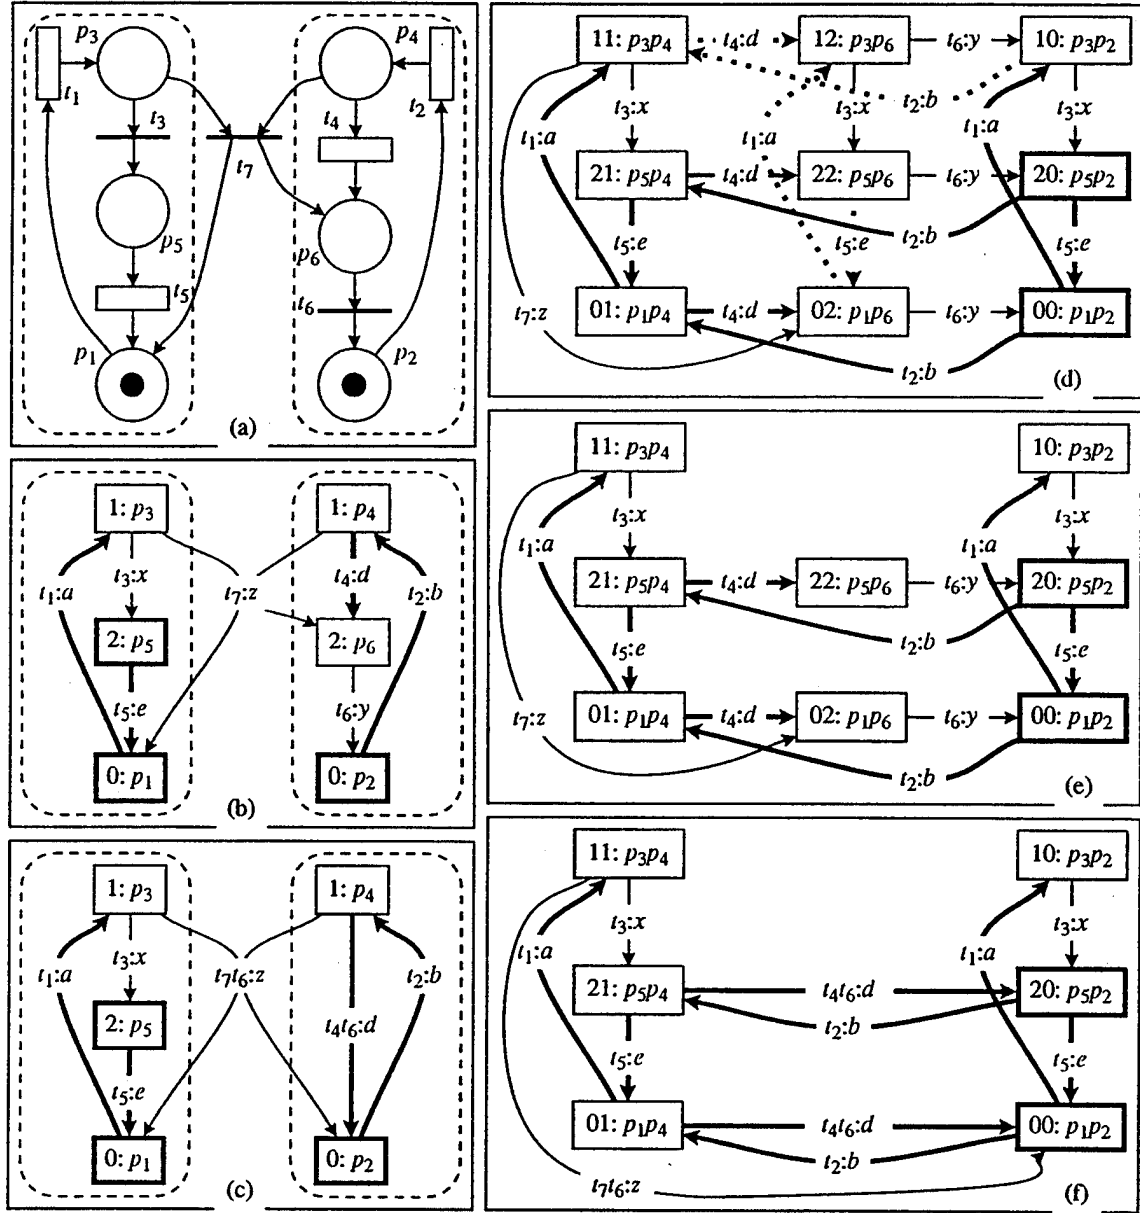 p3
p4
t1
t2
t3
t4
t7
p5
p6
t5
t6
p1
p2
(a)
1: p3
1: p4
t3:x
t4:d
t1:a
t7:z
t2:b
2: p5
2: p6
t5:e
t6:y
0: p1
0: p2
(b)
1: p3
1: p4
t3:x
t1:a
t7t6:z
t2:b
2: p5
t4t6:d
t5:e
0: p1
0: p2
(c)
11: p3p4
t4:d
12: p3p6
t6:y
10: p3p2
t3:x
t3:x
t2:b
t3:x
t1:a
t1:a
t1:a
21: p5p4
t4:d
22: p5p6
t6:y
20: p5p2
t5:e
t5:e
t2:b
t5:e
t7:z
01: p1p4
t4:d
02: p1p6
t6:y
00: p1p2
t2:b
(d)
11: p3p4
10: p3p2
t3:x
t3:x
t1:a
t1:a
21: p5p4
t4:d
22: p5p6
t6:y
20: p5p2
t2:b
t5:e
t5:e
t7:z
01: p1p4
t4:d
02: p1p6
t6:y
00: p1p2
t2:b
(e)
11: p3p4
10: p3p2
t3:x
t3:x
t1:a
t1:a
21: p5p4
t4t6:d
20: p5p2
t2:b
t5:e
t5:e
01: p1p4
t4t6:d
00: p1p2
t2:b
t7t6:z
(f)